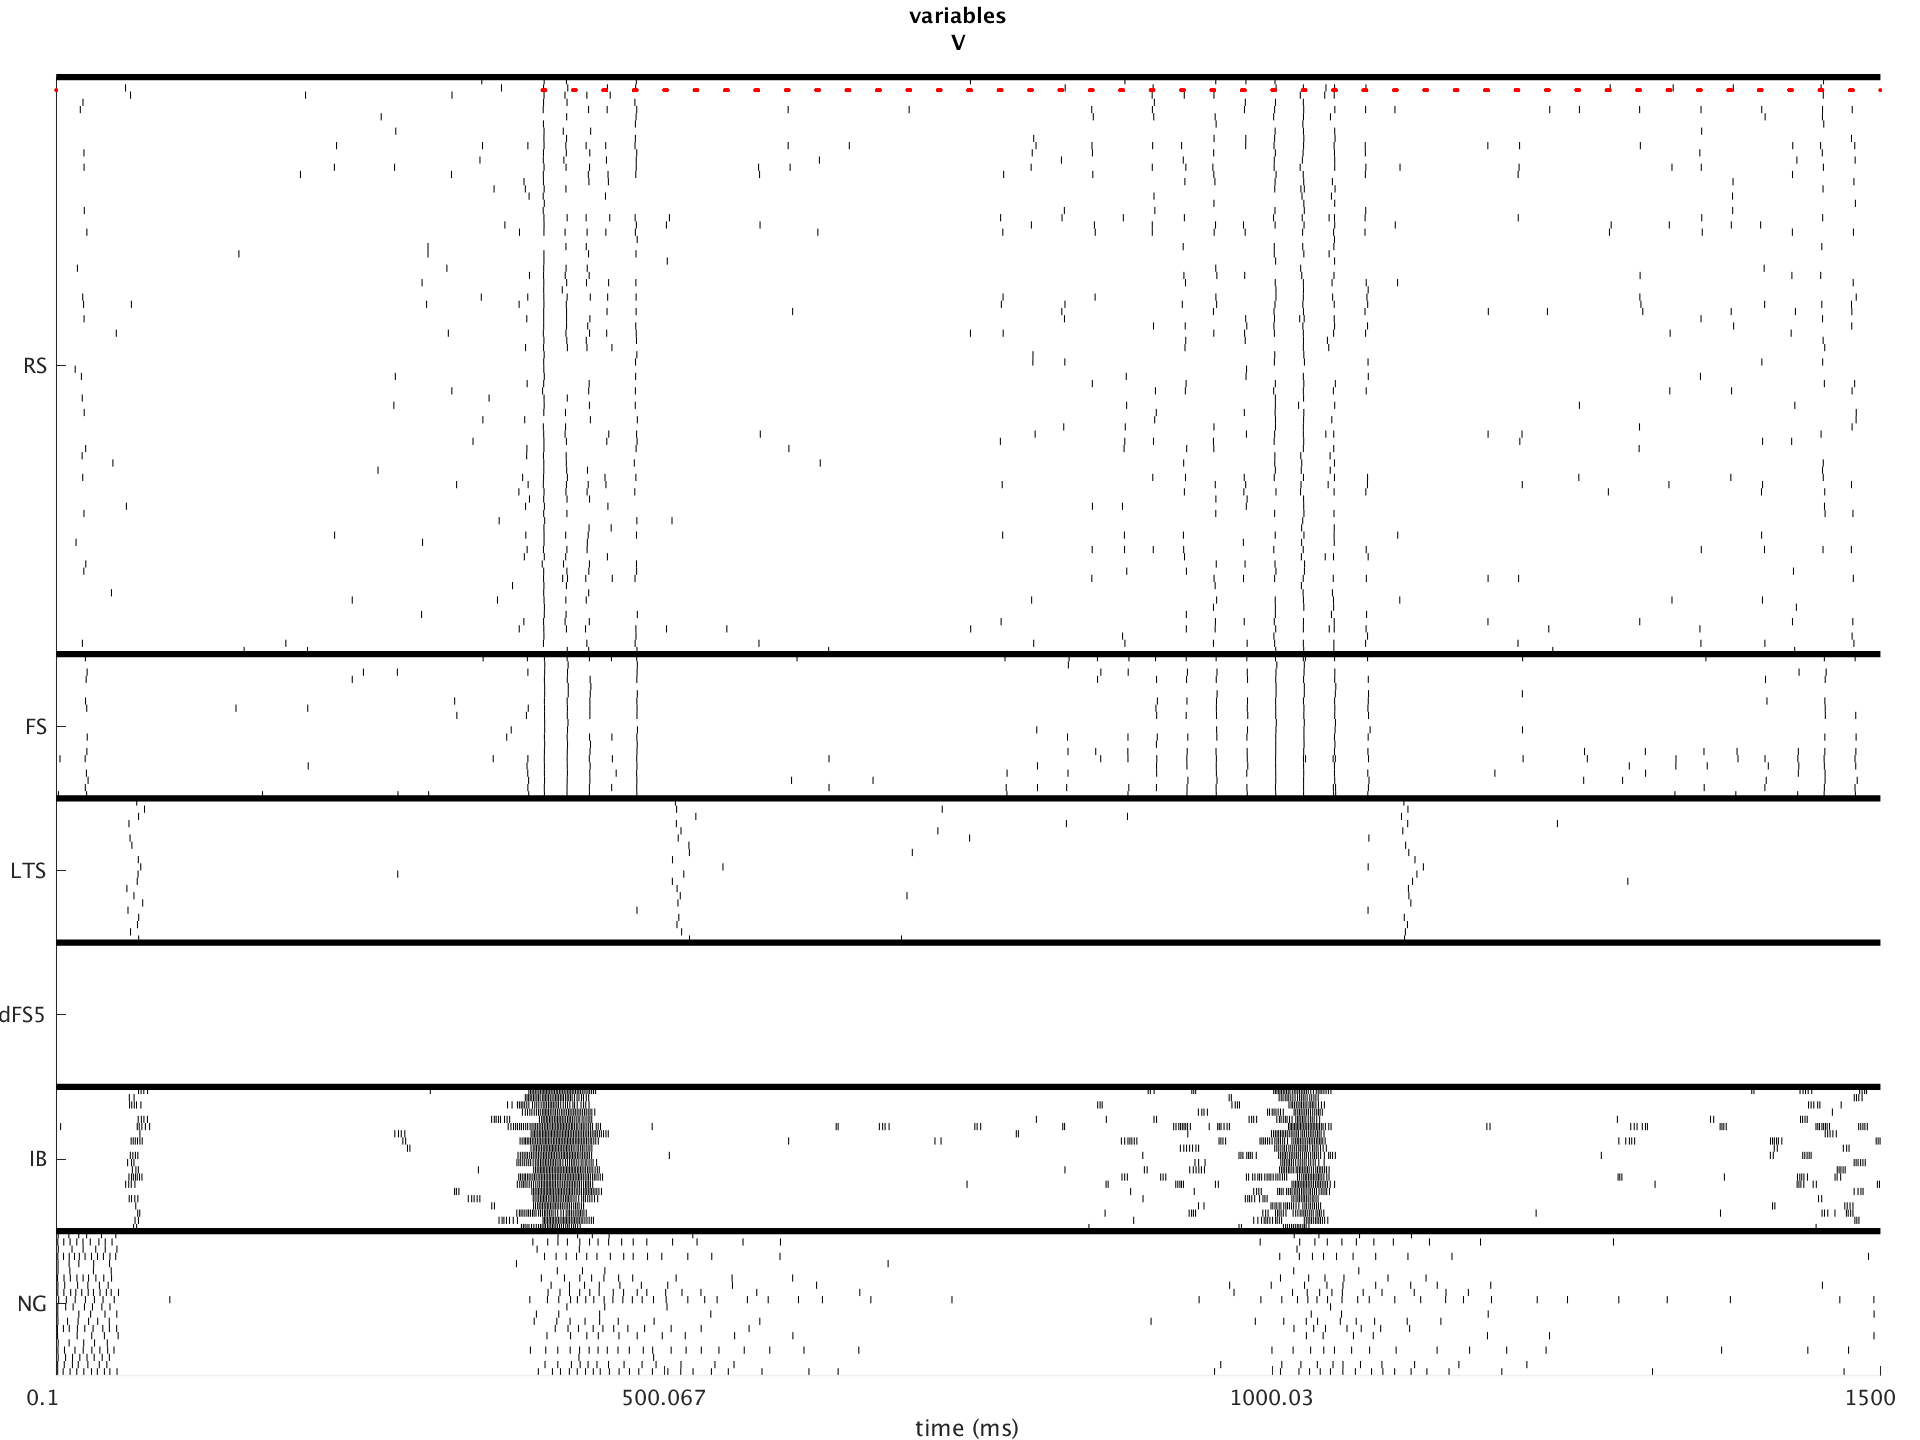 variables
V
RS
FS
LTS
dFS5
IB
NG
0.1
500.067
1000.03
1500
time (ms)